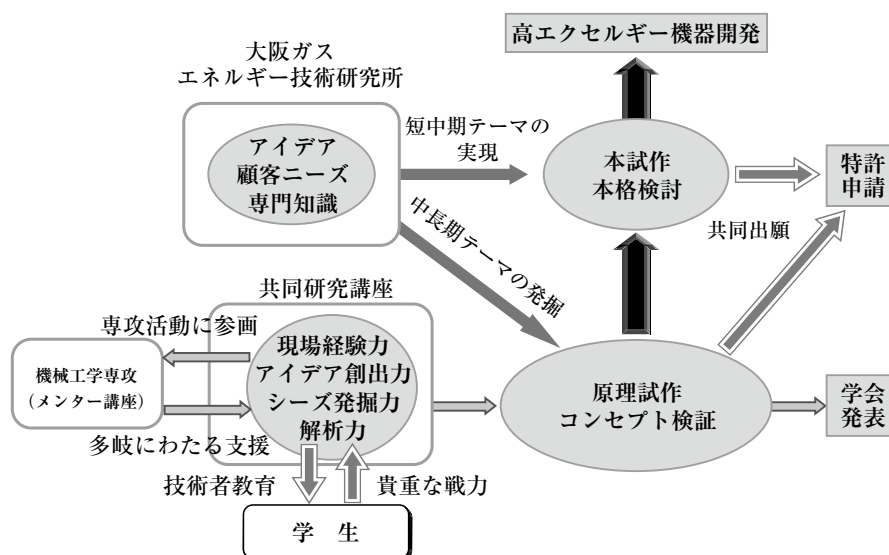 高エクセルギー機器開発
大阪ガス
エネルギー技術研究所
アイデア
顧客ニーズ
専門知識
短中期テーマの
実現
本試作
本格検討
特許
申請
共同出願
中長期テーマの発掘
共同研究講座
専攻活動に参画
機械工学専攻
(メンター講座)
多岐にわたる支援
現場経験力
アイデア創出力
シーズ発掘力
解析力
原理試作
コンセプト検証
学会
発表
技術者教育
貴重な戦力
学 生